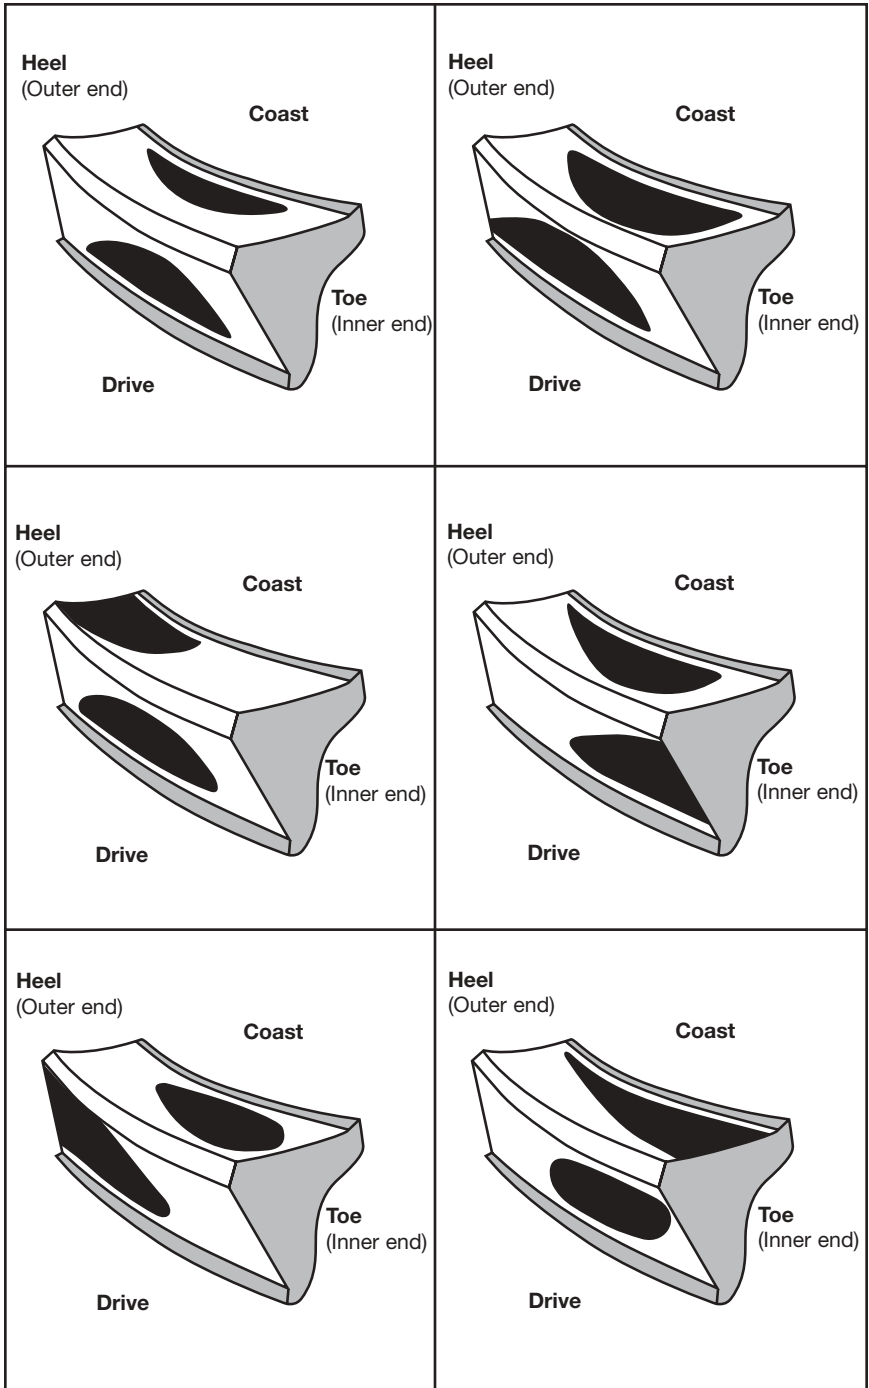 Heel
(Outer end)
Coast
Toe
(Inner end)
Drive
Heel
(Outer end)
Coast
Toe
(Inner end)
Drive
Heel
(Outer end)
Coast
Toe
(Inner end)
Drive
Heel
(Outer end)
Coast
Toe
(Inner end)
Drive
Heel
(Outer end)
Coast
Toe
(Inner end)
Drive
Heel
(Outer end)
Coast
Toe
(Inner end)
Drive